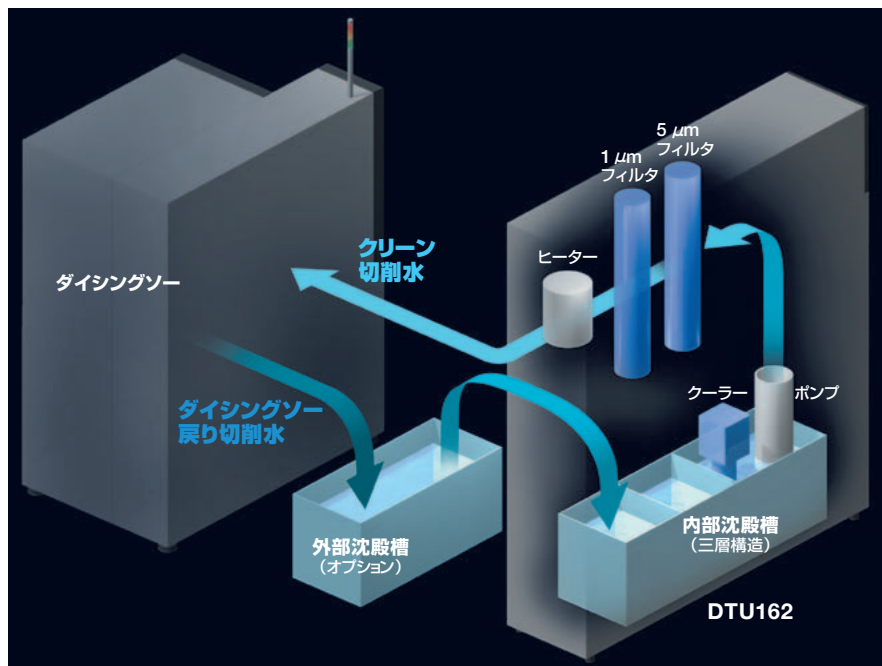 5 μm
フィルタ
1 μm
フィルタ
クリーン
切削水
ヒーター
ダイシングソー
クーラー
ポンプ
ダイシングソー
戻り切削水
外部沈殿槽
（オプション）
内部沈殿槽
（三層構造）
DTU162